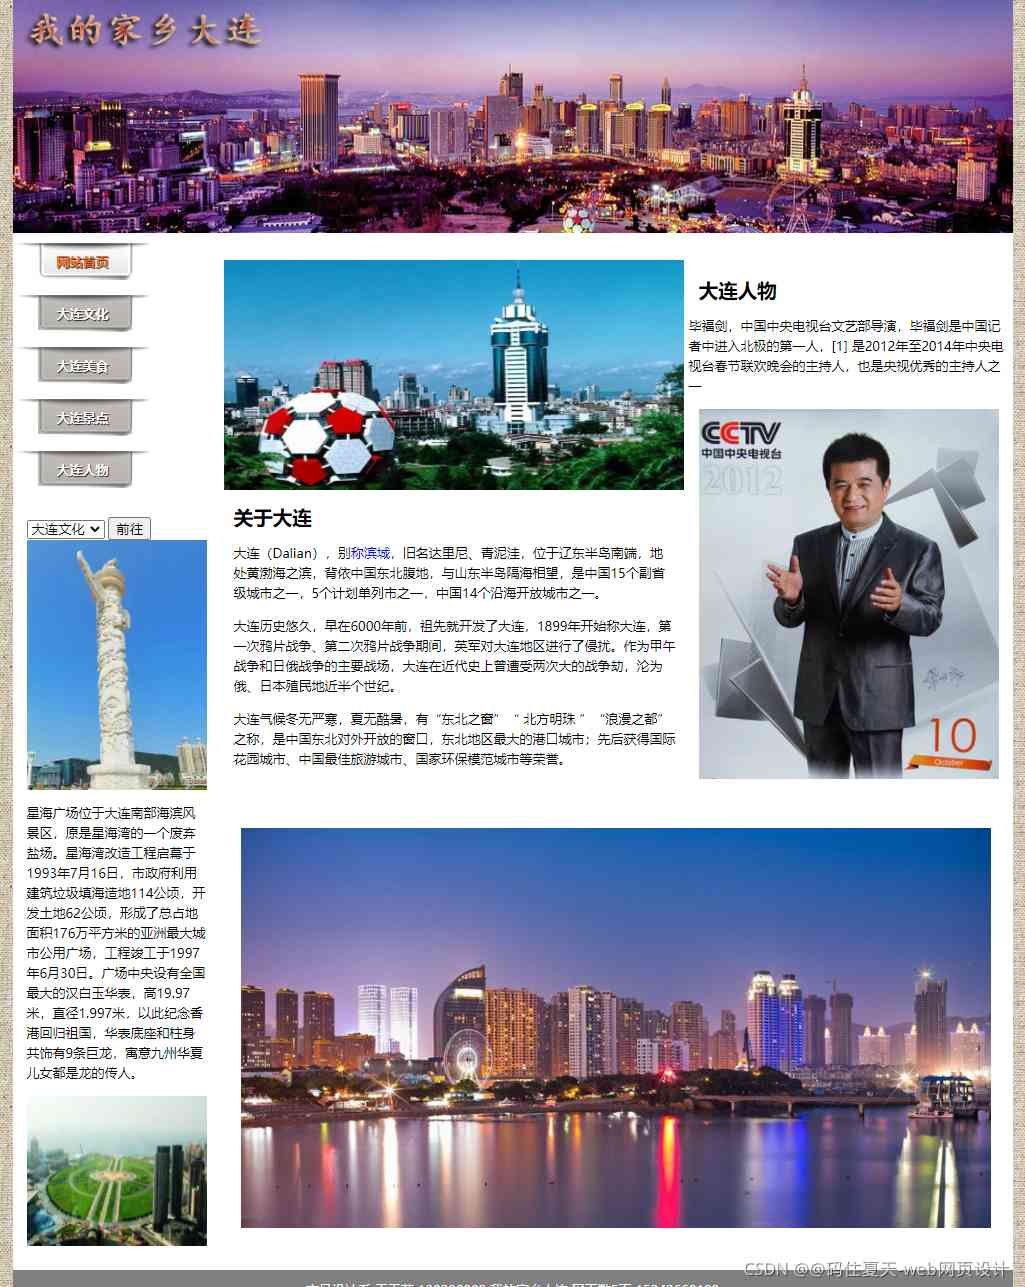 我的家乡大连
网站首页
大连文化
大连美食
大连景点
大连人物
大连文化
前往
星海广场位于大连南部海滨风
景区，原是星海湾的一个废弃
盐场。星海湾改造工程启幕于
1993年7月16日，市政府利用
建筑垃圾填海造地114公顷，开
发土地62公顷，形成了总占地
面积176万平方米的亚洲最大城
市公用广场，工程竣工于1997
年6月30日。广场中央设有全国
最大的汉白玉华表，高19.97
米，直径1.997米，以此纪念香
港回归祖国，华表底座和柱身
共饰有9条巨龙，寓意九州华夏
儿女都是龙的传人。
关于大连
大连（Dalian），别称滨城，旧名达里尼、青泥洼，位于辽东半岛南端，地
处黄渤海之滨，背依中国东北腹地，与山东半岛隔海相望，是中国15个副省
级城市之一，5个计划单列市之一，中国14个沿海开放城市之一。
大连历史悠久，早在6000年前，祖先就开发了大连，1899年开始称大连，第
一次鸦片战争、第二次鸦片战争期间，英军对大连地区进行了侵扰。作为甲午
战争和日俄战争的主要战场，大连在近代史上曾遭受两次大的战争劫，沦为
俄、日本殖民地近半个世纪。
大连气候冬无严寒，夏无酷暑，有“东北之窗” “ 北方明珠 ” “浪漫之都”
之称，是中国东北对外开放的窗口，东北地区最大的港口城市；先后获得国际
花园城市、中国最佳旅游城市、国家环保模范城市等荣誉。
大连人物
毕福剑，中国中央电视台文艺部导演，毕福剑是中国记
者中进入北极的第一人，[1] 是2012年至2014年中央电
视台春节联欢晚会的主持人，也是央视优秀的主持人之
一
CCTV
中国中央电视台
2012
10
October
CSDN @@码住夏天-web网页设计